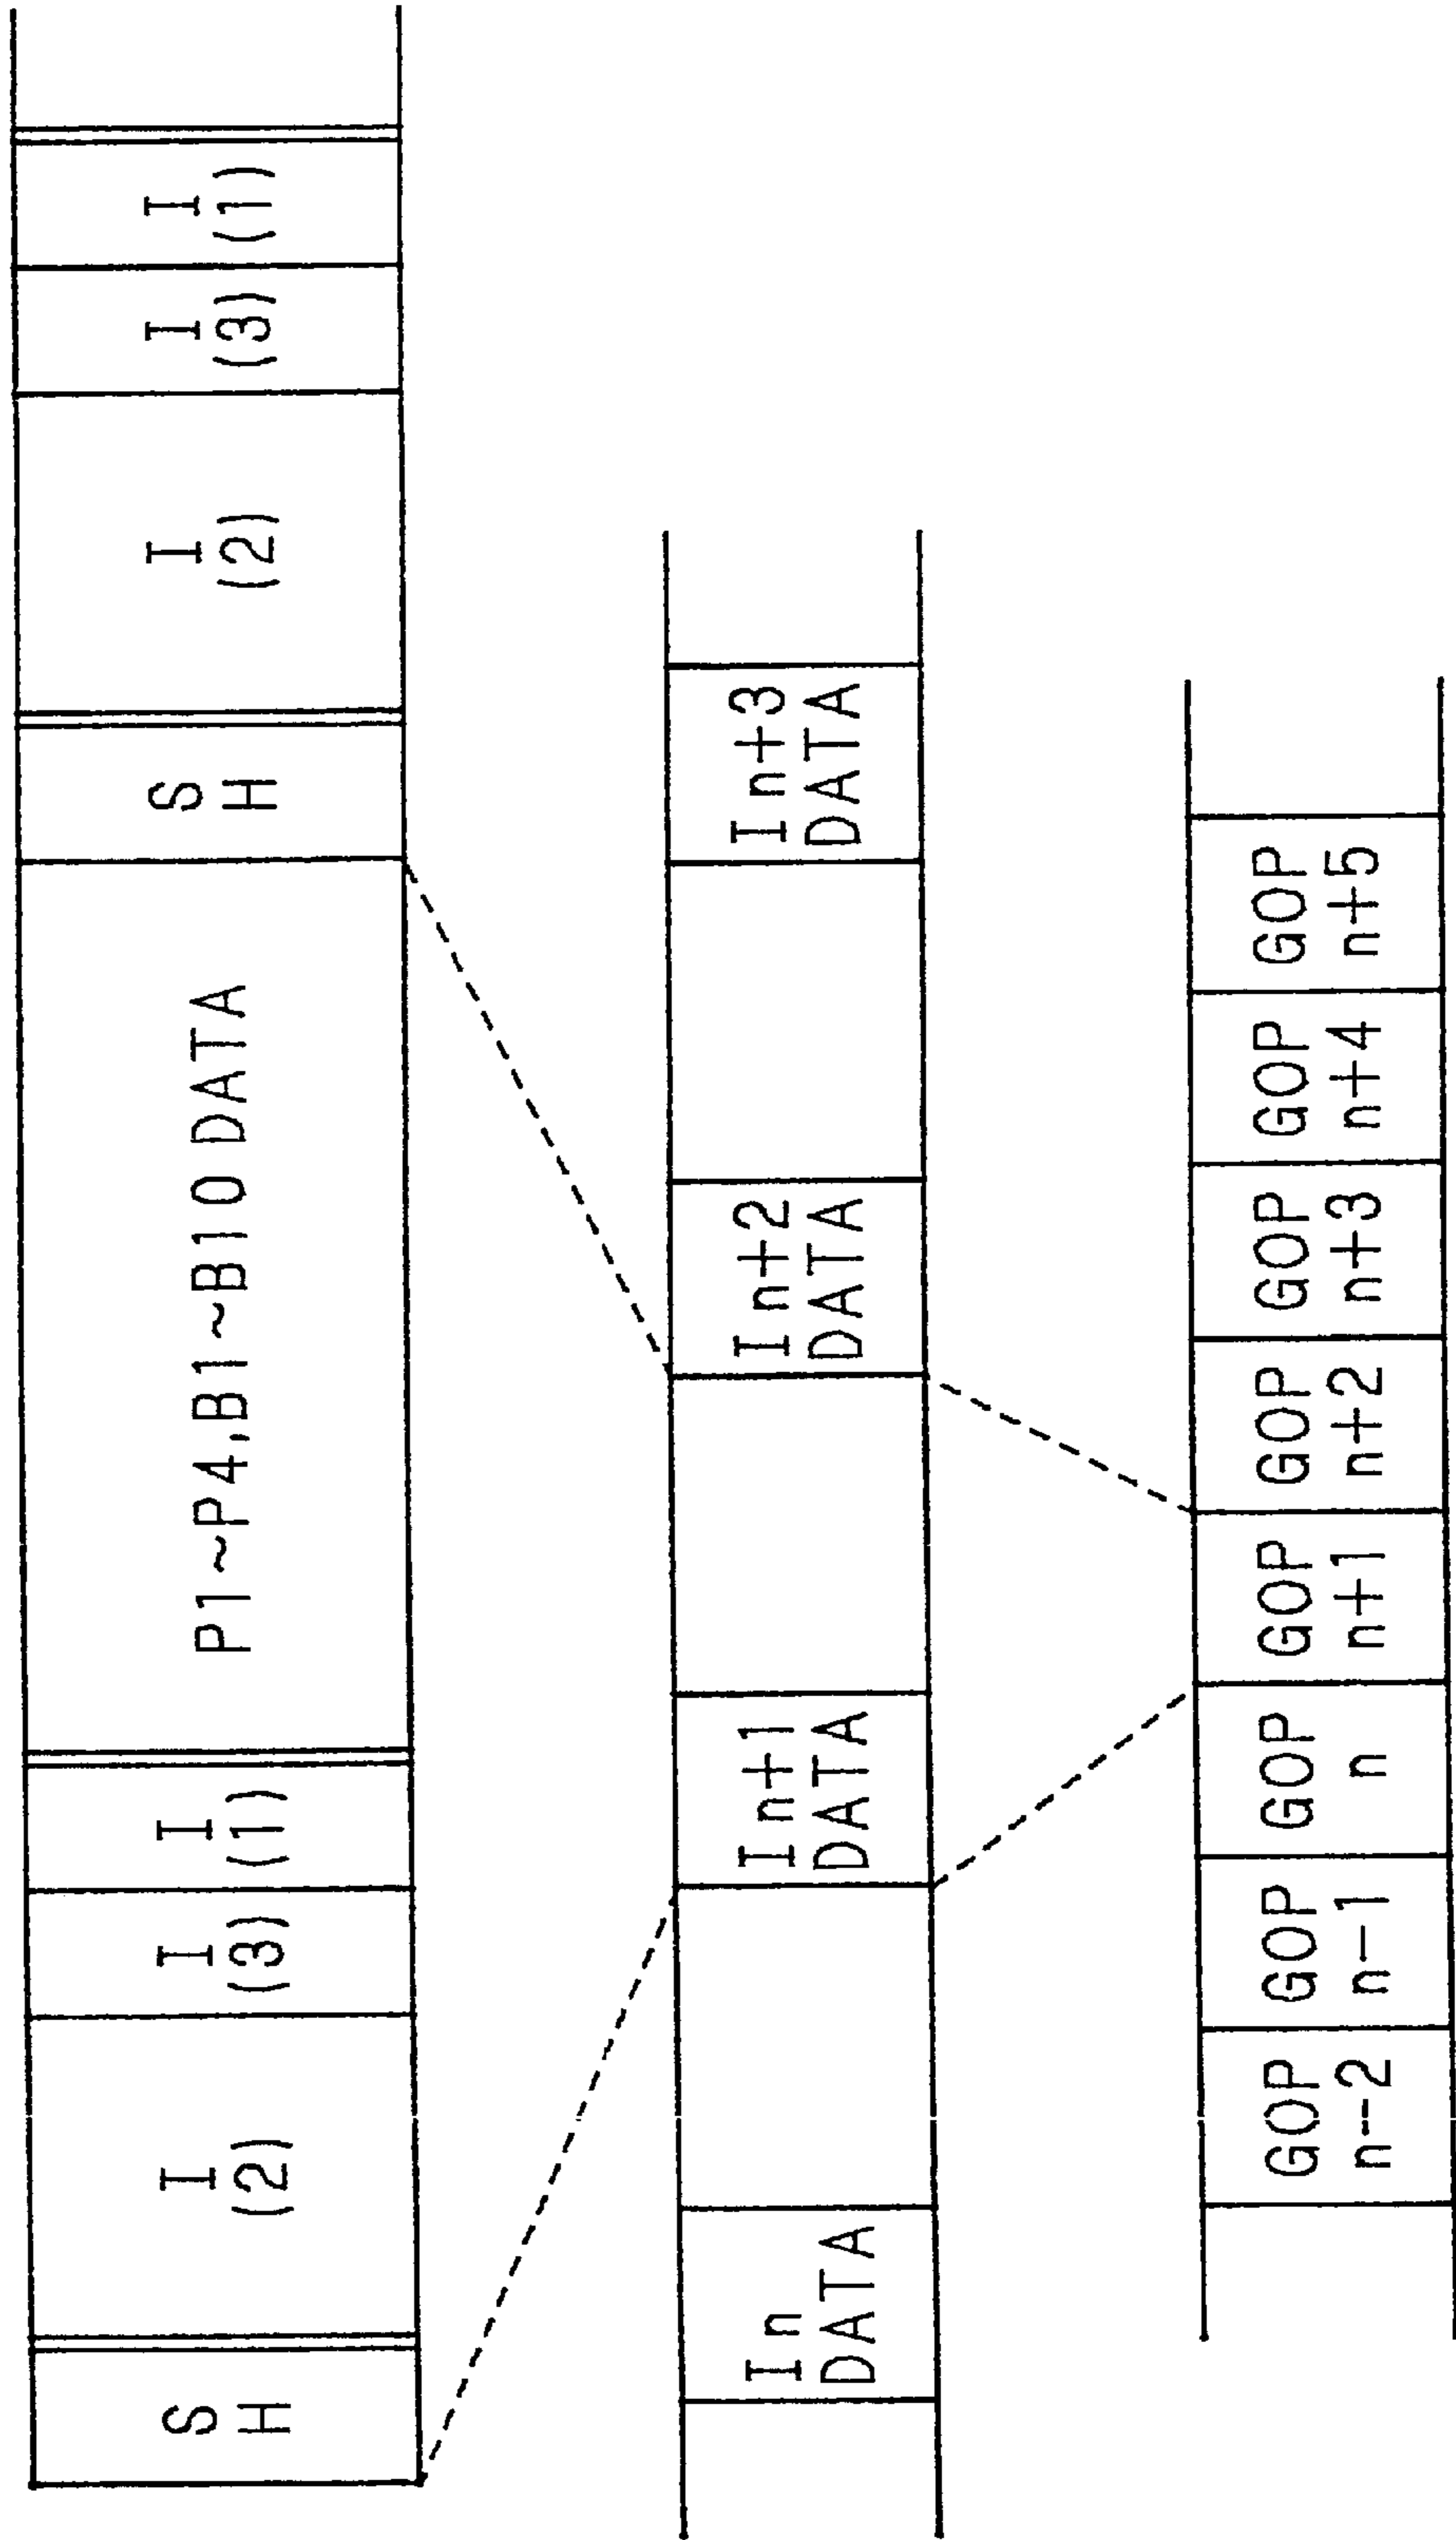 S
H
I
(2)
I
(3)
I
(1)
P1~P4,B1~B10 DATA
S
H
I
(2)
I
(3)
I
(1)
In
DATA
In+1
DATA
In+2
DATA
In+3
DATA
GOP
n-2
GOP
n-1
GOP
n
GOP
n+1
GOP
n+2
GOP
n+3
GOP
n+4
GOP
n+5